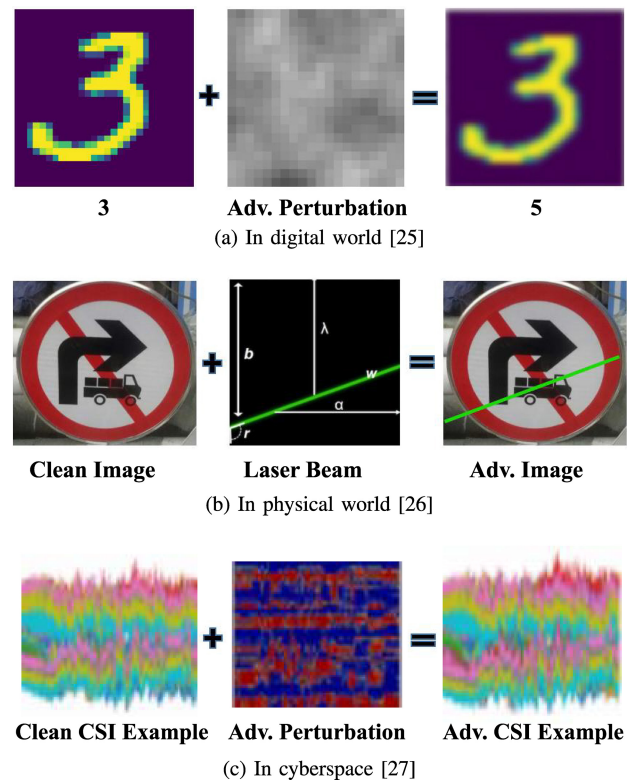 3
Adv. Perturbation
5
(a) In digital world [25]
b
λ
w
α
r
Clean Image
Laser Beam
Adv. Image
(b) In physical world [26]
Clean CSI Example
Adv. Perturbation
Adv. CSI Example
(c) In cyberspace [27]